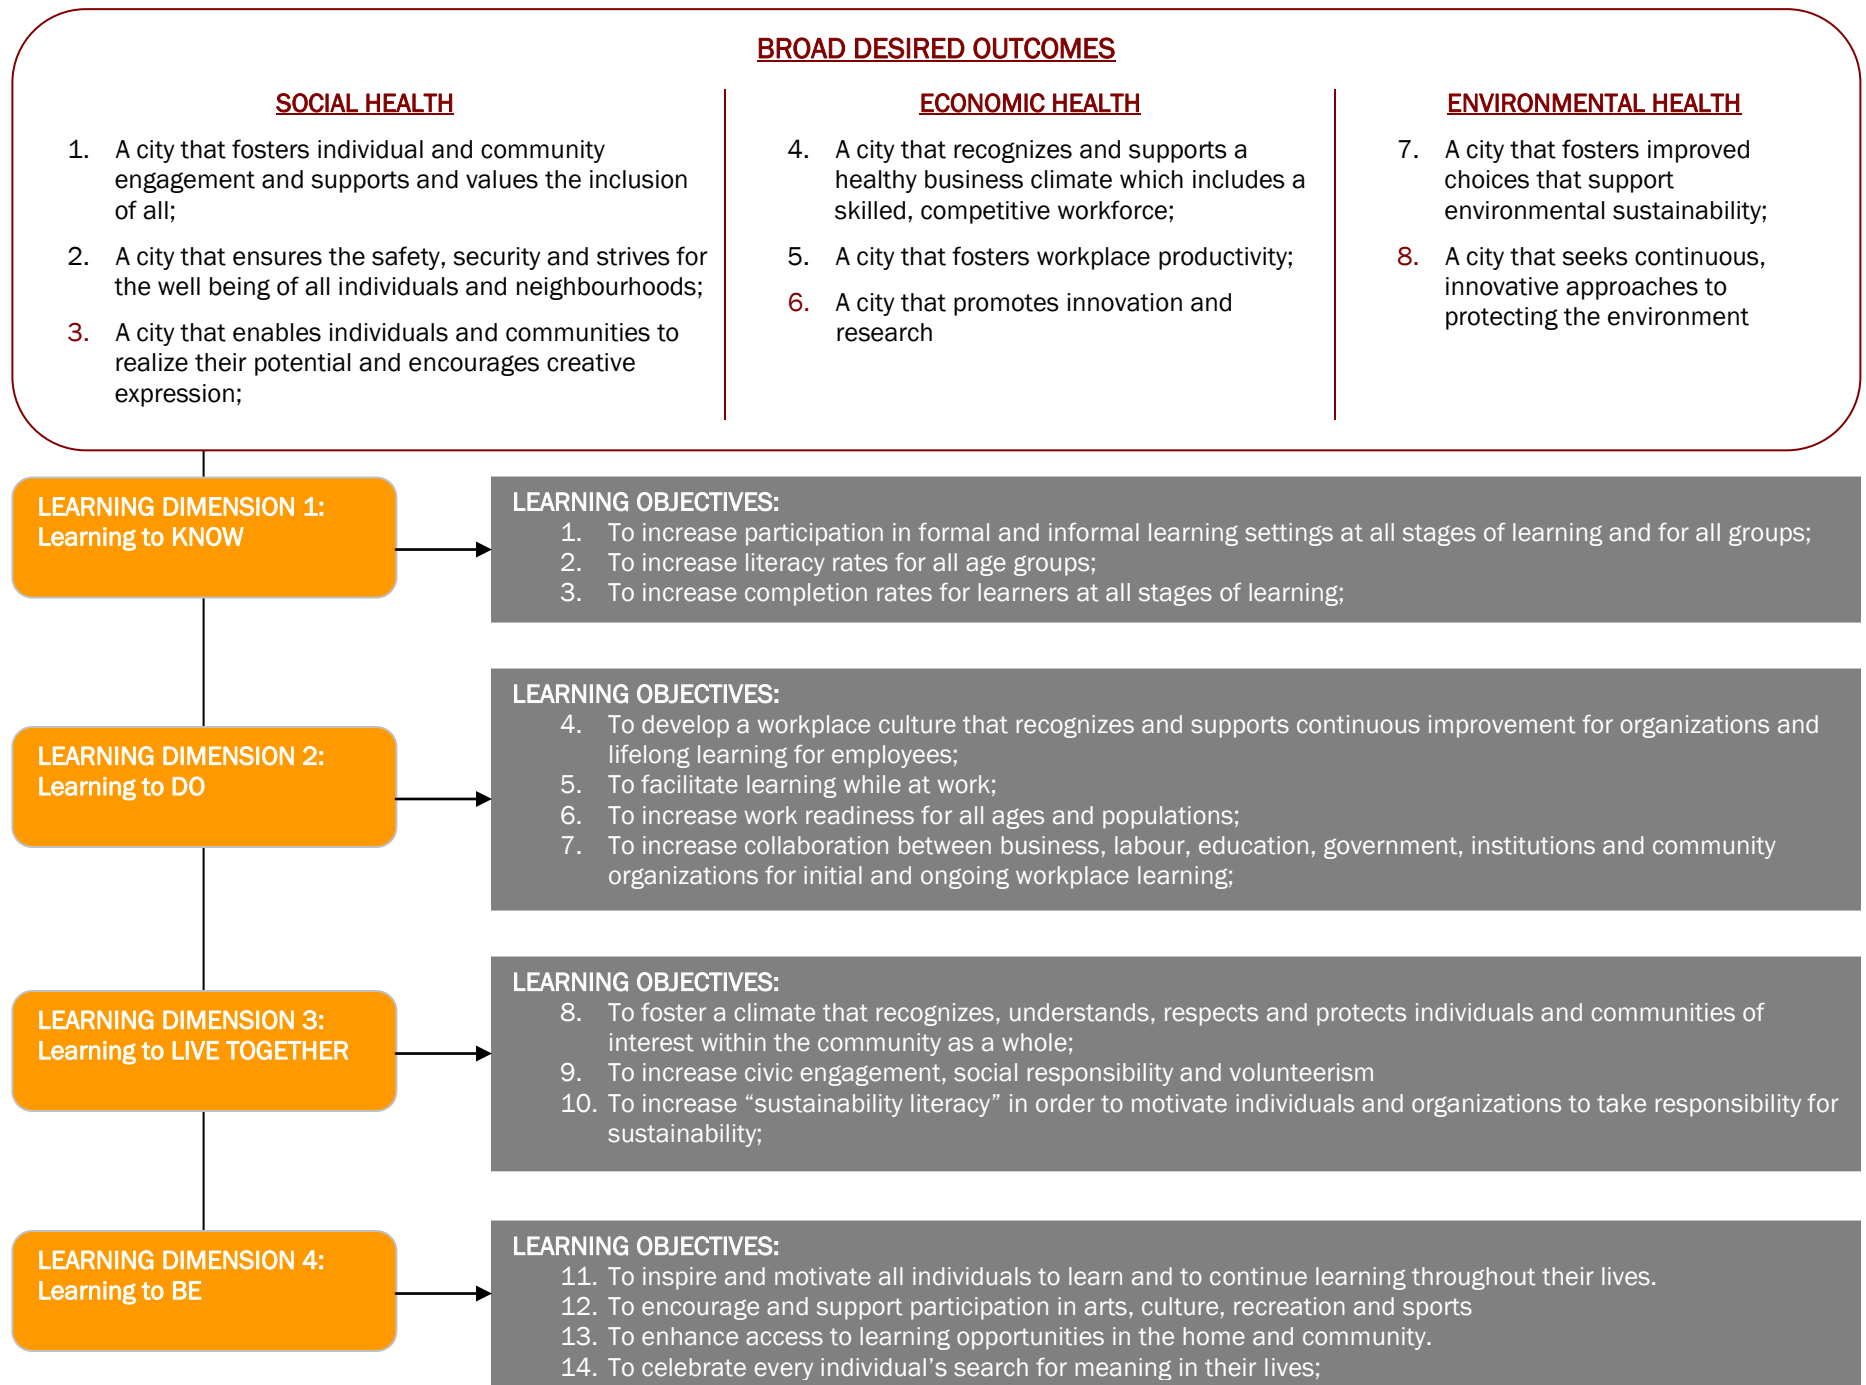 BROAD DESIRED OUTCOMES
SOCIAL HEALTH
1. A city that fosters individual and community
engagement and supports and values the inclusion
of all;
2. A city that ensures the safety, security and strives for
the well being of all individuals and neighbourhoods;
3. A city that enables individuals and communities to
realize their potential and encourages creative
expression;
ECONOMIC HEALTH
4. A city that recognizes and supports a
healthy business climate which includes a
skilled, competitive workforce;
5. A city that fosters workplace productivity;
6. A city that promotes innovation and
research
ENVIRONMENTAL HEALTH
7. A city that fosters improved
choices that support
environmental sustainability;
8. A city that seeks continuous,
innovative approaches to
protecting the environment
LEARNING DIMENSION 1:
Learning to KNOW
LEARNING OBJECTIVES:
1. To increase participation in formal and informal learning settings at all stages of learning and for all groups;
2. To increase literacy rates for all age groups;
3. To increase completion rates for learners at all stages of learning;
LEARNING DIMENSION 2:
Learning to DO
LEARNING OBJECTIVES:
4. To develop a workplace culture that recognizes and supports continuous improvement for organizations and
lifelong learning for employees;
5. To facilitate learning while at work;
6. To increase work readiness for all ages and populations;
7. To increase collaboration between business, labour, education, government, institutions and community
organizations for initial and ongoing workplace learning;
LEARNING DIMENSION 3:
Learning to LIVE TOGETHER
LEARNING OBJECTIVES:
8. To foster a climate that recognizes, understands, respects and protects individuals and communities of
interest within the community as a whole;
9. To increase civic engagement, social responsibility and volunteerism
10. To increase “sustainability literacy” in order to motivate individuals and organizations to take responsibility for
sustainability;
LEARNING DIMENSION 4:
Learning to BE
LEARNING OBJECTIVES:
11. To inspire and motivate all individuals to learn and to continue learning throughout their lives.
12. To encourage and support participation in arts, culture, recreation and sports
13. To enhance access to learning opportunities in the home and community.
14. To celebrate every individual’s search for meaning in their lives;